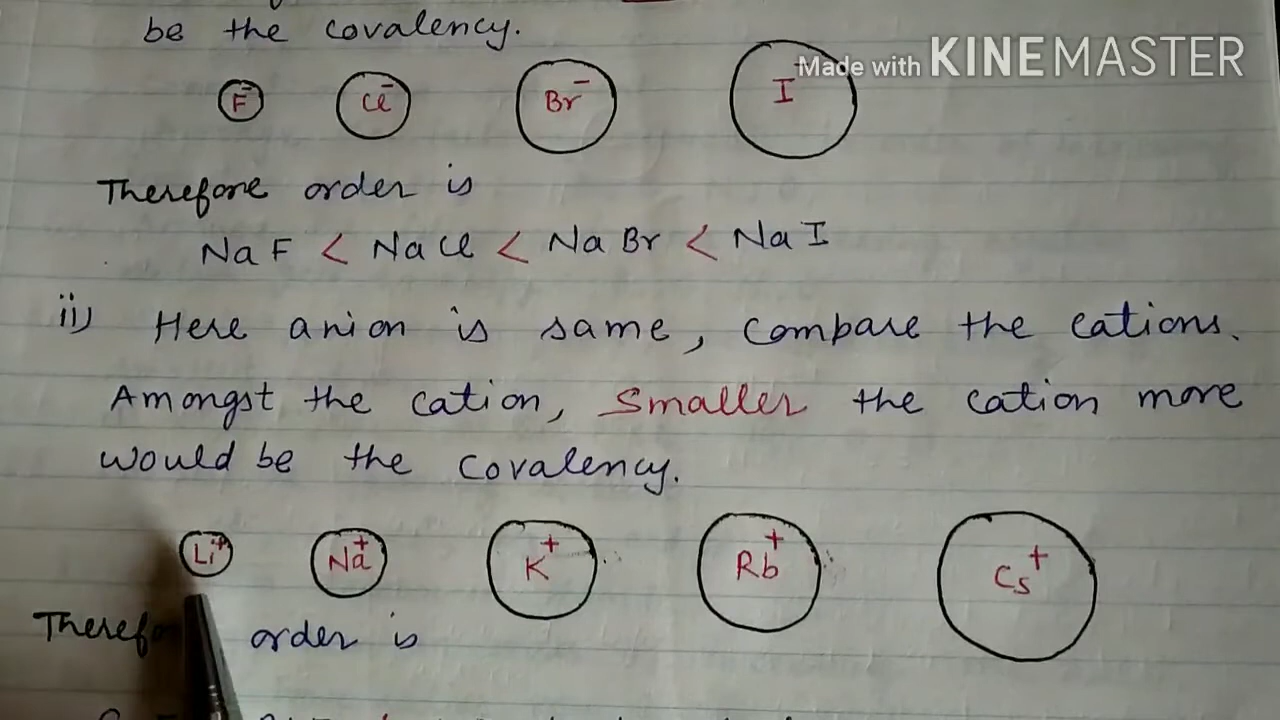 be the covalency.
Made with KINEMASTER
F⁻ Cl⁻ Br⁻ I
Therefore order is
NaF < NaCl < NaBr < NaI
ii) Here anion is same, compare the cations.
Amongst the cation, Smaller the cation more
would be the covalency.
Li⁺ Na⁺ K⁺ Rb⁺ Cs⁺
order is